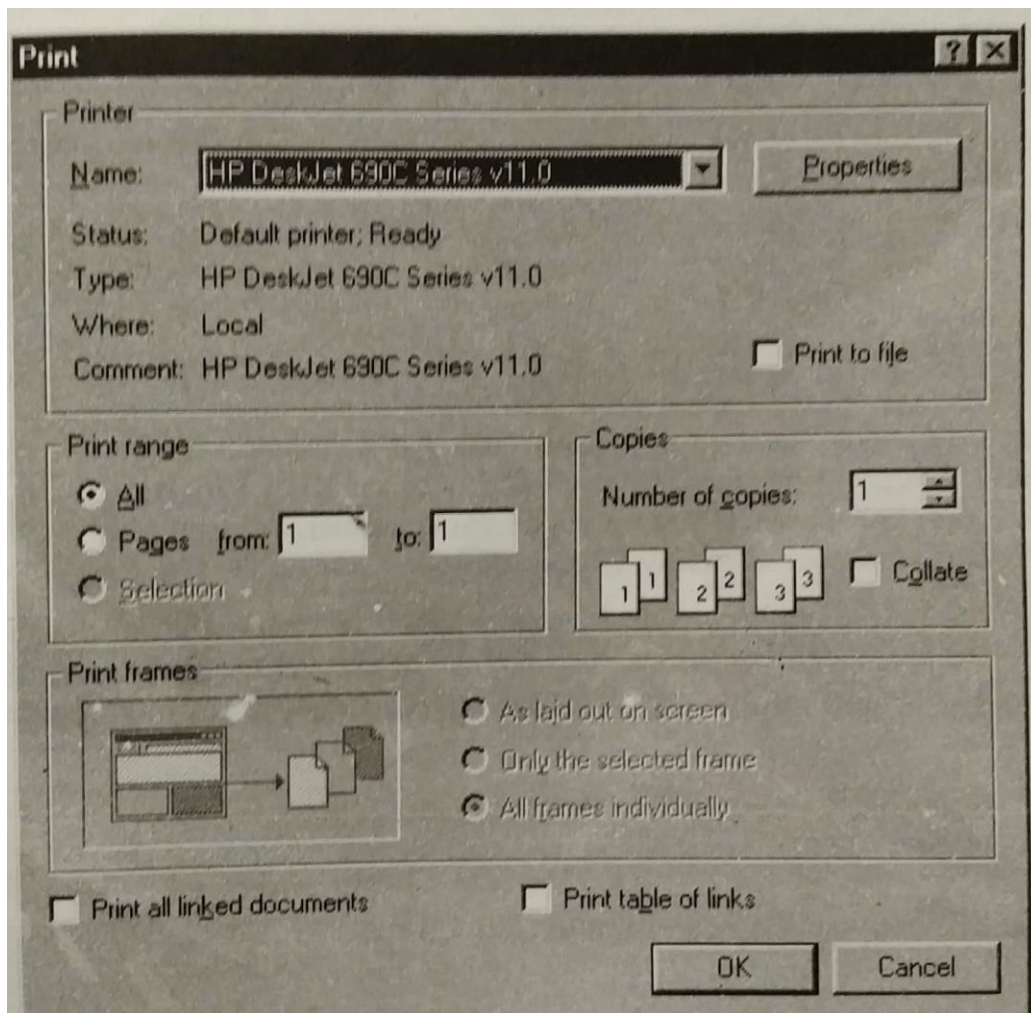 Print
Printer
Name: HP DeskJet 690C Series v11.0 Properties
Status: Default printer; Ready
Type: HP DeskJet 690C Series v11.0
Where: Local
Comment: HP DeskJet 690C Series v11.0 Print to file
Print range
All
Pages from: 1 to: 1
Selection
Copies
Number of copies: 1
1 1 2 2 3 3 Collate
Print frames
As laid out on screen
Only the selected frame
All frames individually
Print all linked documents Print table of links
OK Cancel